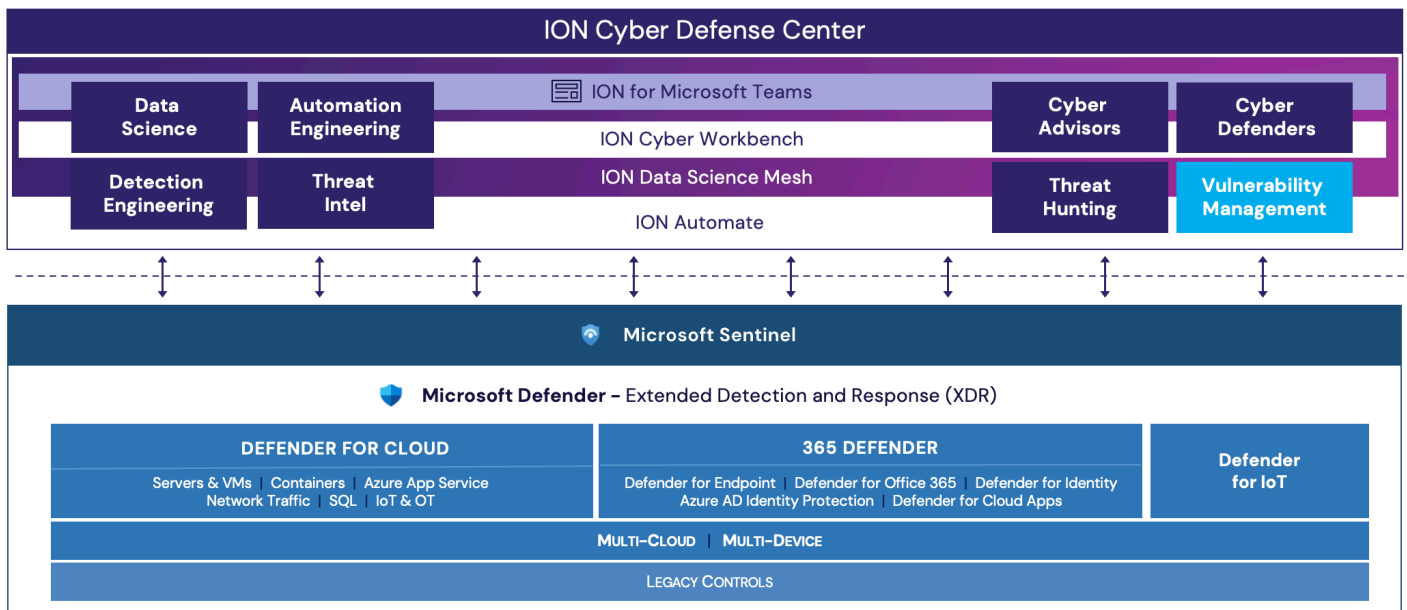 ION Cyber Defense Center
ION for Microsoft Teams
ION Cyber Workbench
ION Data Science Mesh
ION Automate
Data
Science
Automation
Engineering
Detection
Engineering
Threat
Intel
Cyber
Advisors
Cyber
Defenders
Threat
Hunting
Vulnerability
Management
Microsoft Sentinel
Microsoft Defender – Extended Detection and Response (XDR)
DEFENDER FOR CLOUD
Servers & VMs | Containers | Azure App Service
Network Traffic | SQL | IoT & OT
365 DEFENDER
Defender for Endpoint | Defender for Office 365 | Defender for Identity
Azure AD Identity Protection | Defender for Cloud Apps
Defender
for IoT
MULTI-CLOUD | MULTI-DEVICE
LEGACY CONTROLS